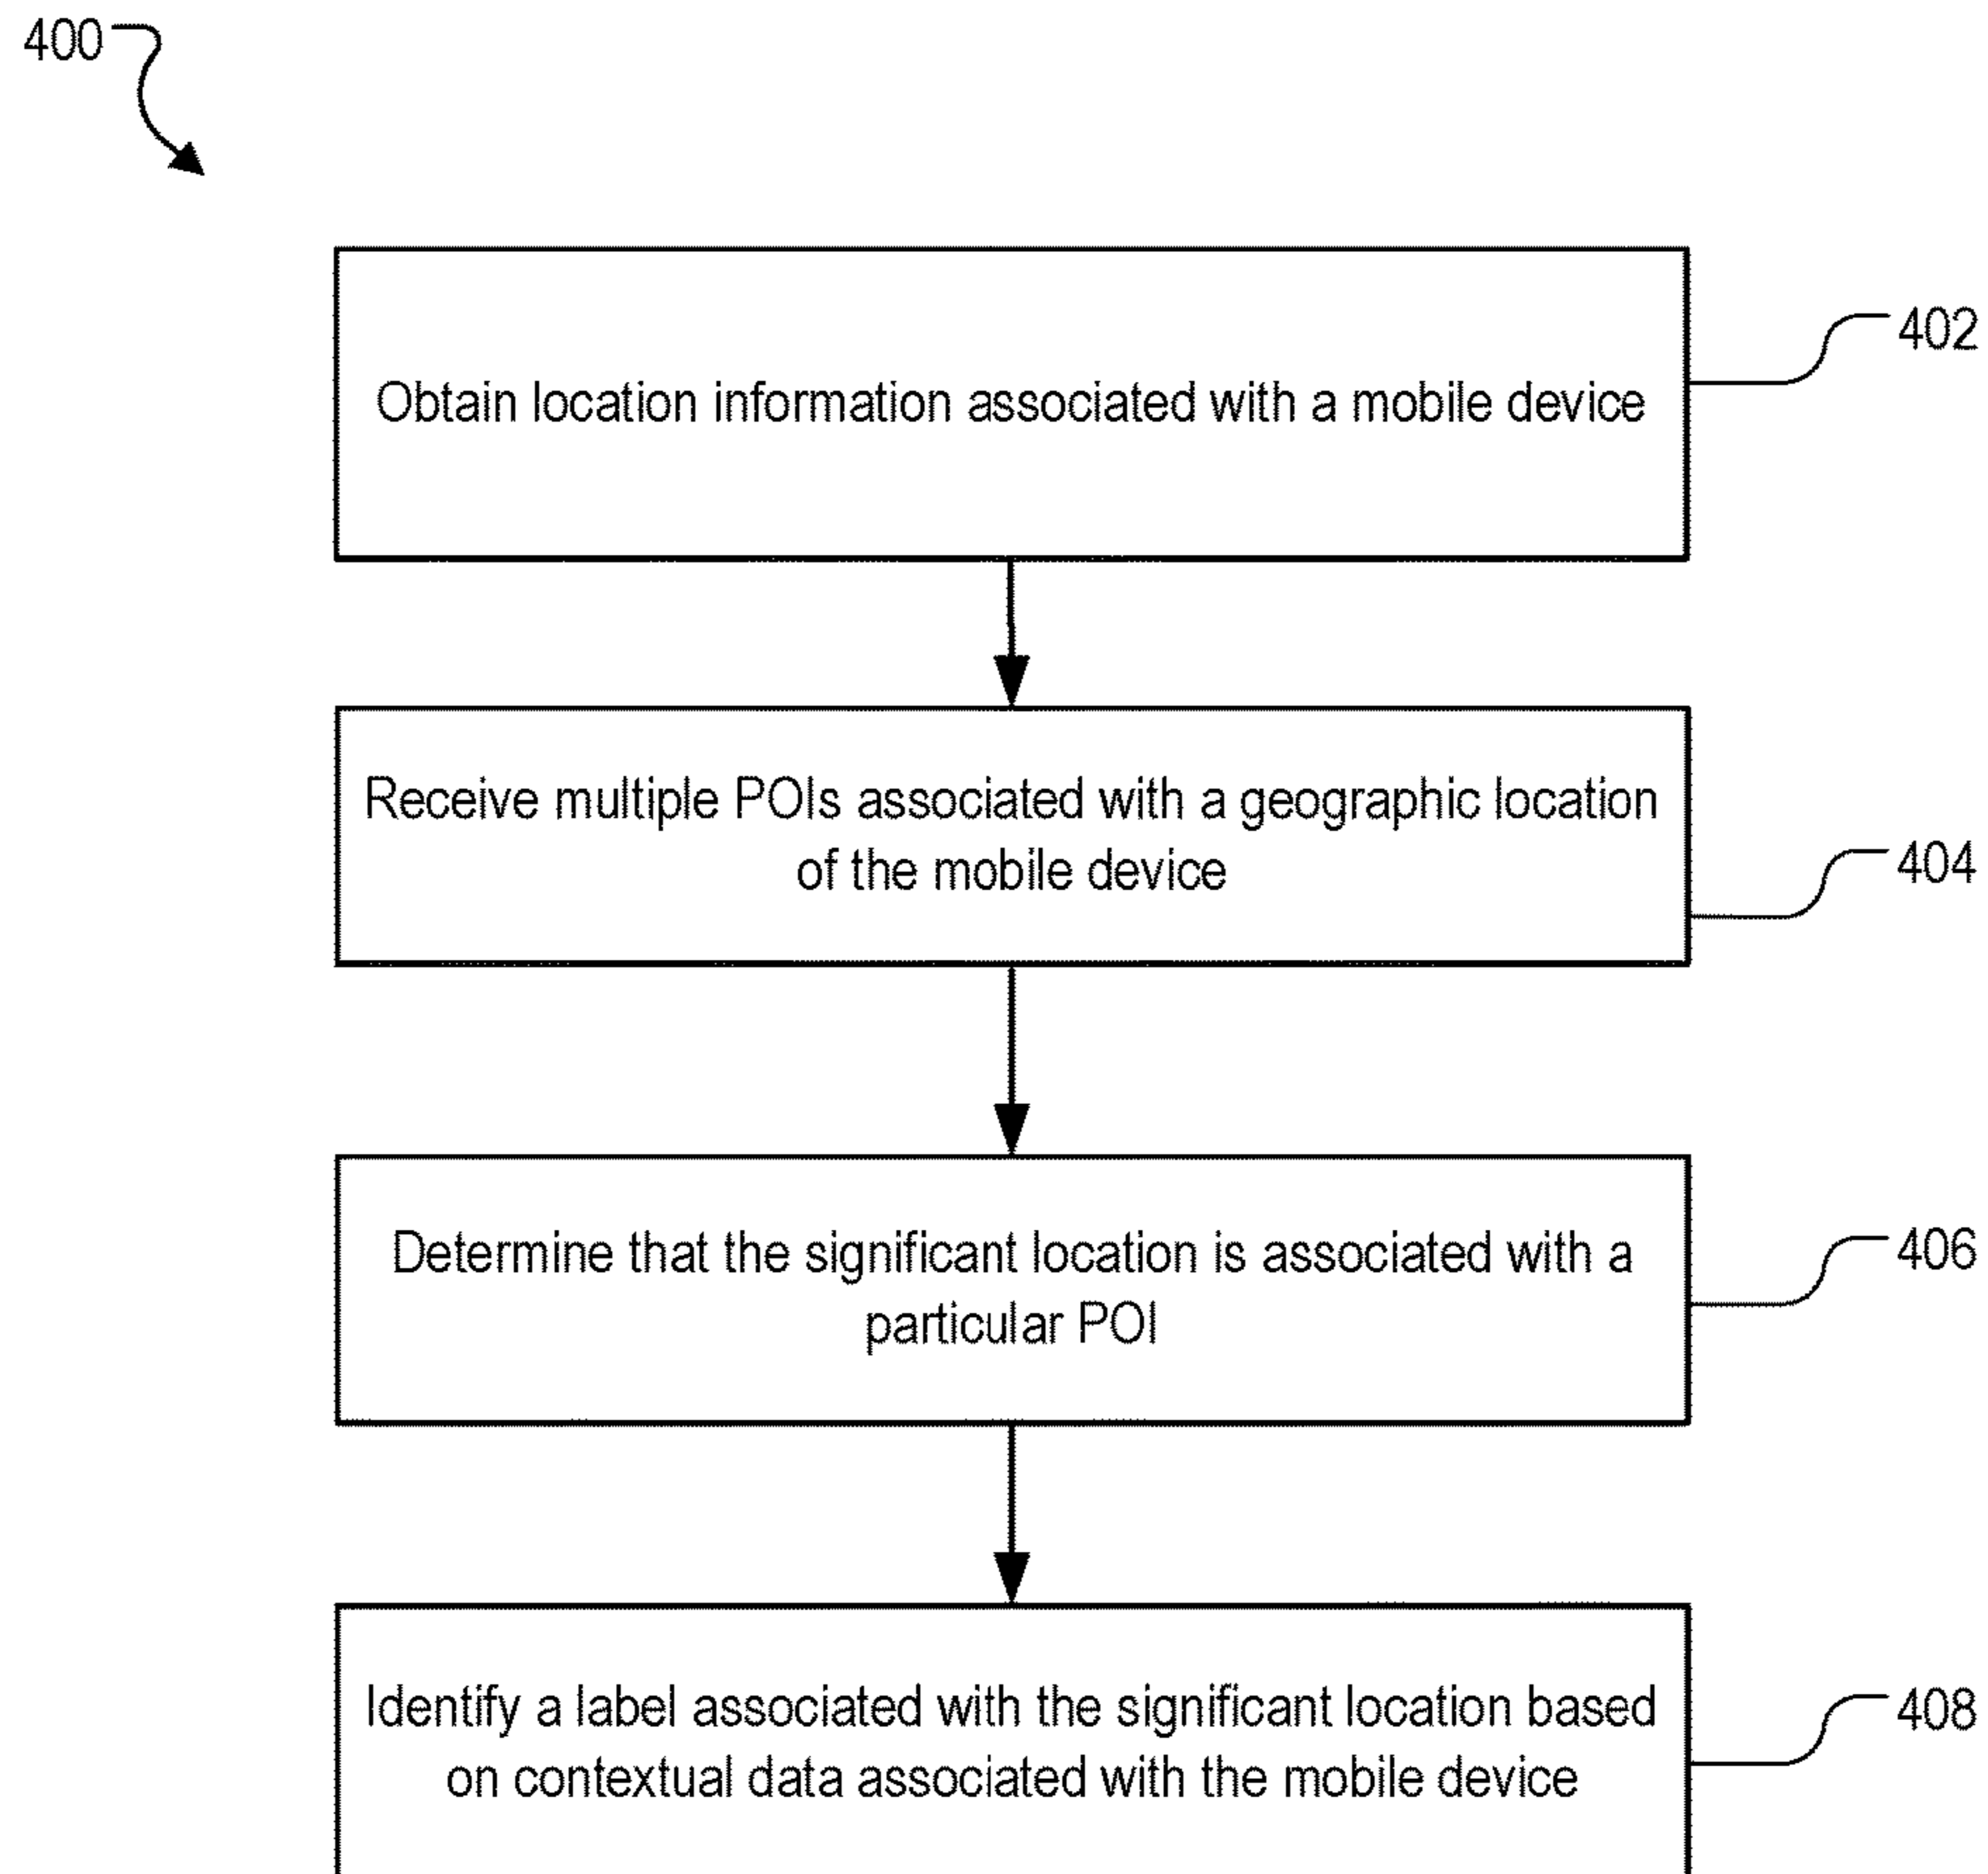 400
Obtain location information associated with a mobile device
402
Receive multiple POIs associated with a geographic location
of the mobile device
404
Determine that the significant location is associated with a
particular POI
406
Identify a label associated with the significant location based
on contextual data associated with the mobile device
408